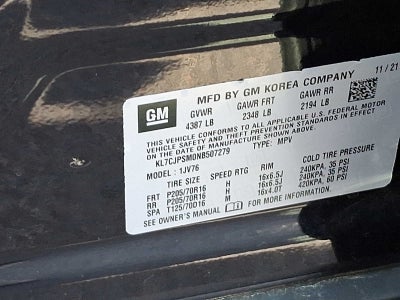 GM
MFD BY GM KOREA COMPANY 11/21
GVWR GAWR FRT GAWR RR
4387 LB 2348 LB 2194 LB
THIS VEHICLE CONFORMS TO ALL APPLICABLE U.S. FEDERAL MOTOR
VEHICLE SAFETY AND THEFT PREVENTION STANDARDS IN EFFECT
ON THE DATE OF MANUFACTURE SHOWN ABOVE.
KL7CJPSM0NB507279 TYPE: MPV
MODEL: 1JV76
TIRE SIZE SPEED RTG RIM COLD TIRE PRESSURE
FRT P205/70R16 H 16x6.5J 240KPA, 35 PSI
RR P205/70R16 H 16x6.5J 240KPA, 35 PSI
SPA T125/70D16 M 16x4.0T 420KPA, 60 PSI
SEE OWNER'S MANUAL FOR MORE INFORMATION.